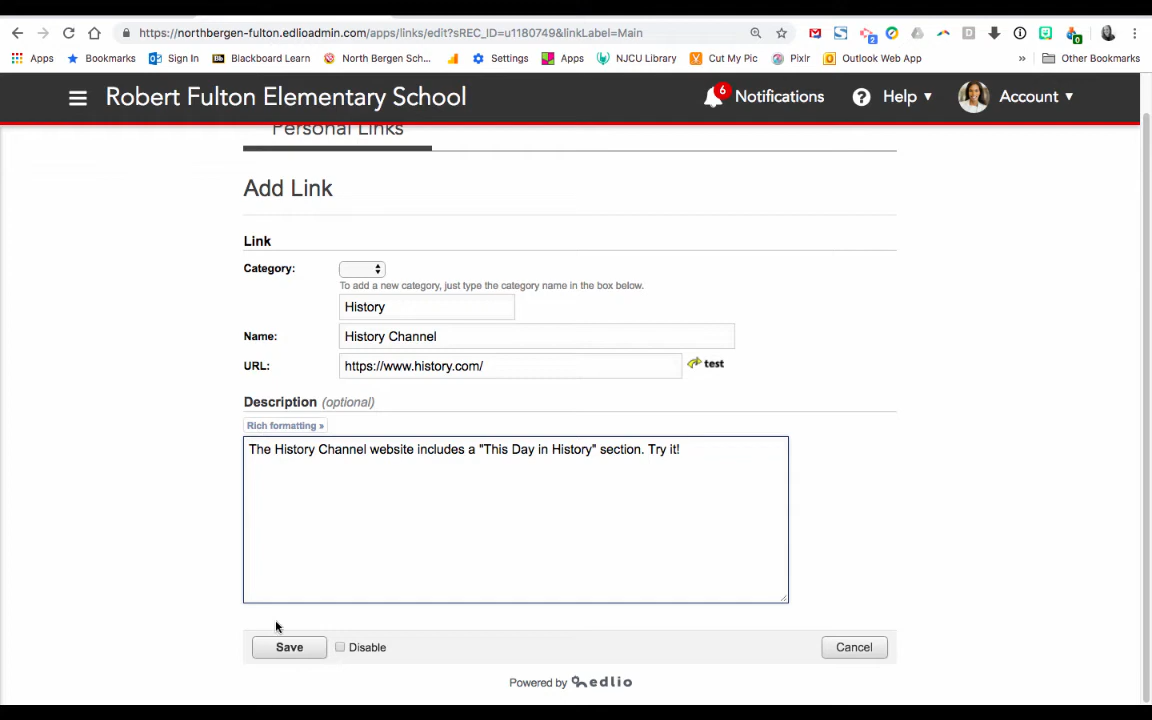 https://northbergen-fulton.edlioadmin.com/apps/links/edit?sREC_ID=u1180749&linkLabel=Main
2
Apps Bookmarks Sign In Blackboard Learn North Bergen Sch... Settings Apps NJCU Library Cut My Pic Pixlr Outlook Web App » Other Bookmarks
Robert Fulton Elementary School 6 Notifications ? Help ▼ Account ▼
Personal Links
Add Link
Link
Category:
To add a new category, just type the category name in the box below.
History
Name: History Channel
URL: https://www.history.com/ test
Description (optional)
Rich formatting »
The History Channel website includes a "This Day in History" section. Try it!
Save Disable Cancel
Powered by edlio